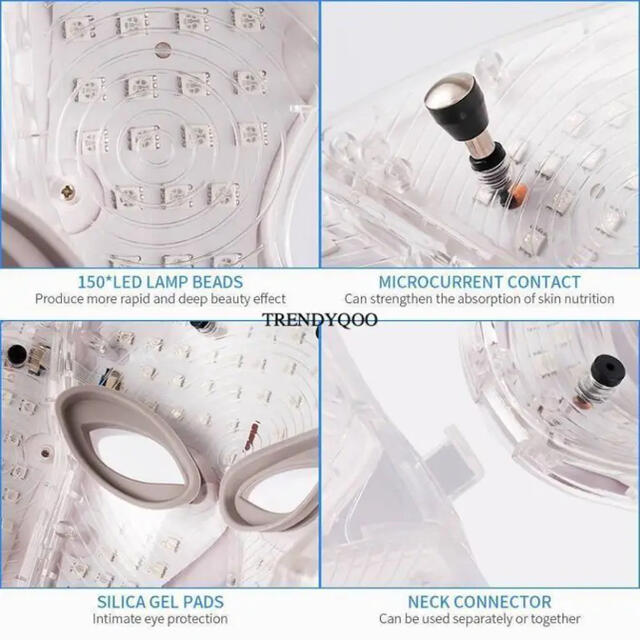 150*LED LAMP BEADS
Produce more rapid and deep beauty effect
MICROCURRENT CONTACT
Can strengthen the absorption of skin nutrition
TRENDYQOO
SILICA GEL PADS
Intimate eye protection
NECK CONNECTOR
Can be used separately or together